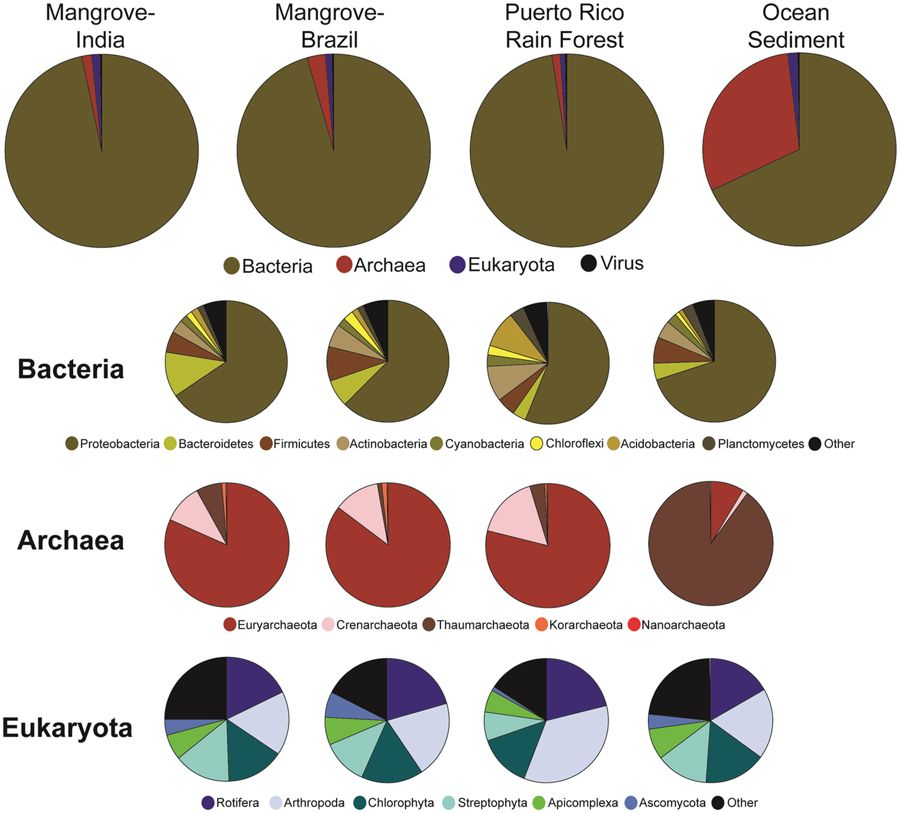 Mangrove-India
Mangrove-Brazil
Puerto Rico Rain Forest
Ocean Sediment
Bacteria Archaea Eukaryota Virus
Bacteria
Proteobacteria Bacteroidetes Firmicutes Actinobacteria Cyanobacteria Chloroflexi Acidobacteria Planctomycetes Other
Archaea
Euryarchaeota Crenarchaeota Thaumarchaeota Korarchaeota Nanoarchaeota
Eukaryota
Rotifera Arthropoda Chlorophyta Streptophyta Apicomplexa Ascomycota Other